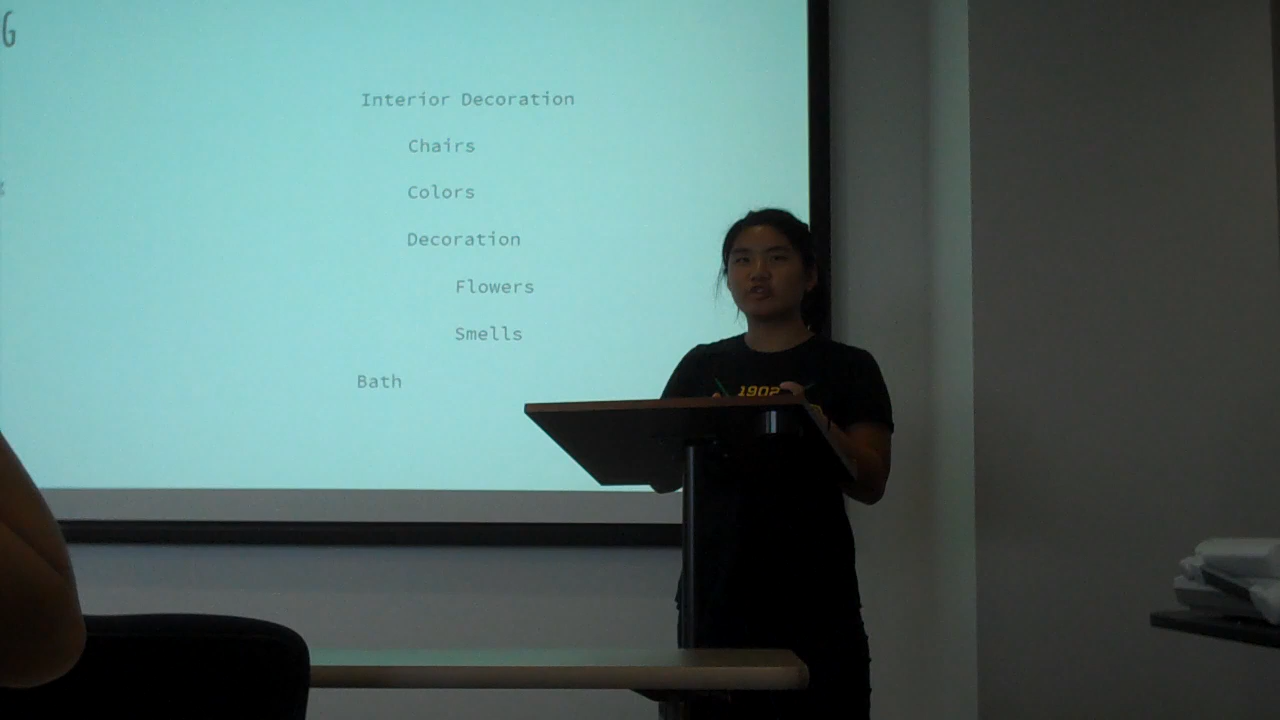 G
Interior Decoration
Chairs
Colors
Decoration
Flowers
Smells
Bath
1902